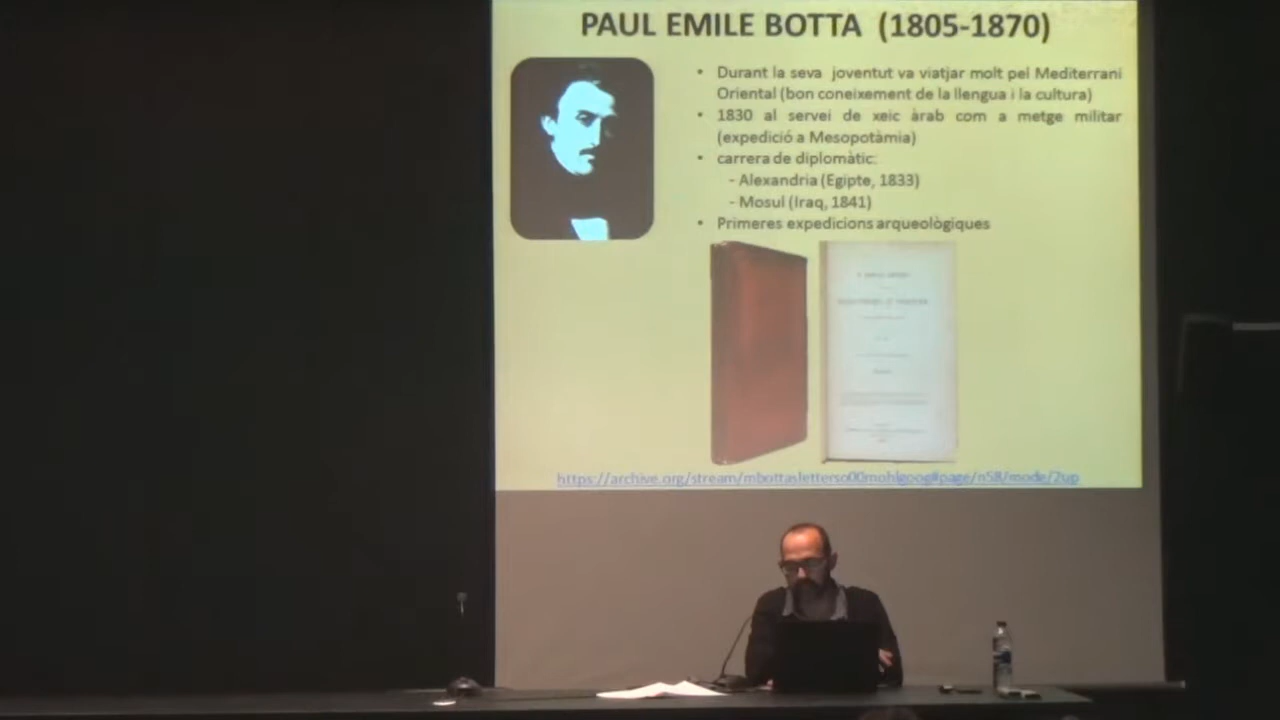 PAUL EMILE BOTTA (1805-1870)
• Durant la seva joventut va viatjar molt pel Mediterrani
Oriental (bon coneixement de la llengua i la cultura)
• 1830 al servei de xeic àrab com a metge militar
(expedició a Mesopotàmia)
• carrera de diplomàtic:
- Alexandria (Egipte, 1833)
- Mosul (Iraq, 1841)
• Primeres expedicions arqueològiques
https://archive.org/stream/mbottasletterso00mohlgoog#page/n58/mode/2up